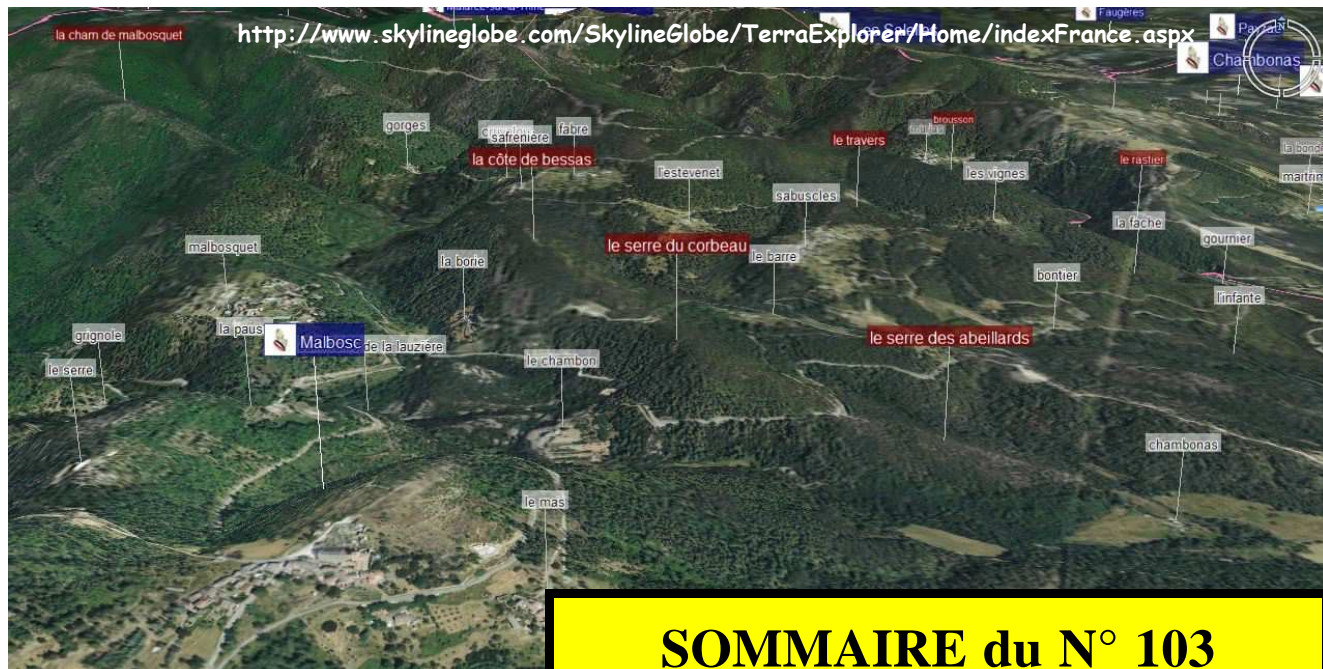 la cham de malbosquet
http://www.skylineglobe.com/SkylineGlobe/TerraExplorer/Home/indexFrance.aspx
Faugères
Chambonas
gorges
safrenière
fabre
la côte de bessas
brousson
le travers
l'estevenet
les vignes
le rastier
sabuscles
malbosquet
la borie
le serre du corbeau
le barre
la fache
gournier
bontier
l'infante
grignole
la paus
Malbosc
de la lauzière
le serre
le chambon
le serre des abeillards
chambonas
le mas
SOMMAIRE du N° 103